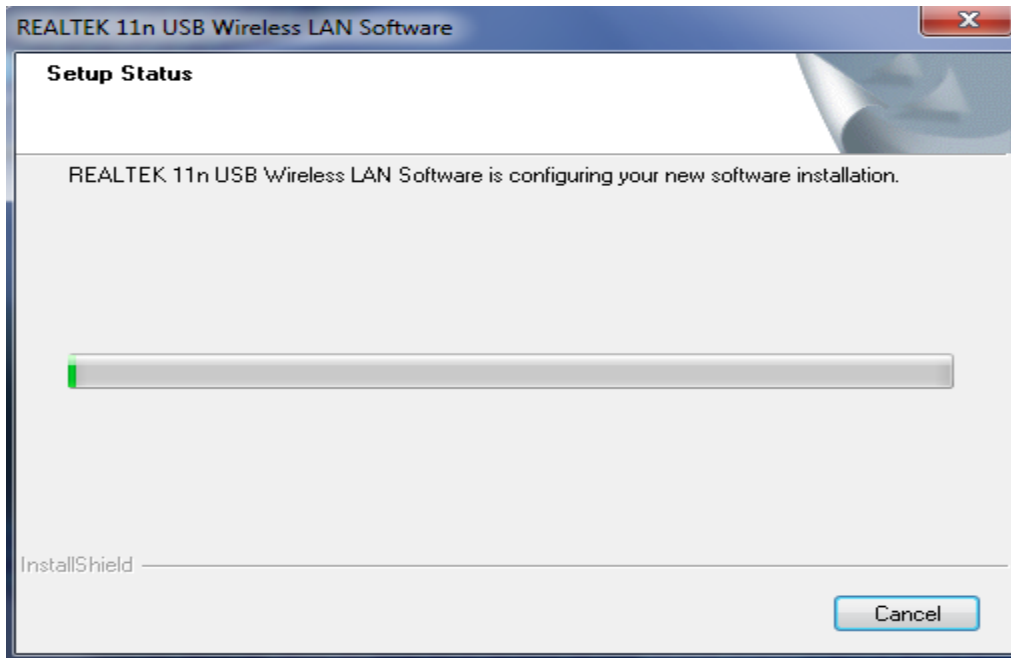 REALTEK 11n USB Wireless LAN Software
Setup Status
REALTEK 11n USB Wireless LAN Software is configuring your new software installation.
InstallShield
Cancel